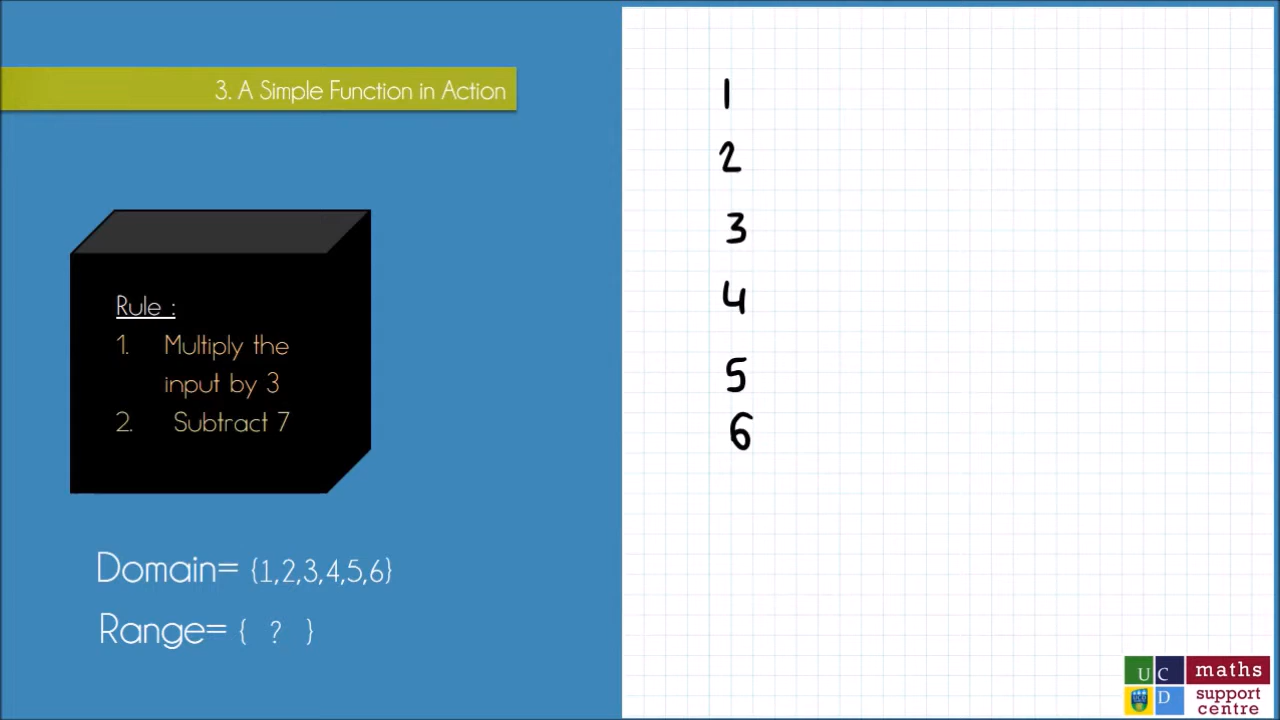 3. A Simple Function in Action
Rule :
1. Multiply the
input by 3
2. Subtract 7
Domain= {1,2,3,4,5,6}
Range= { ? }
1
2
3
4
5
6
UC maths
D support
centre